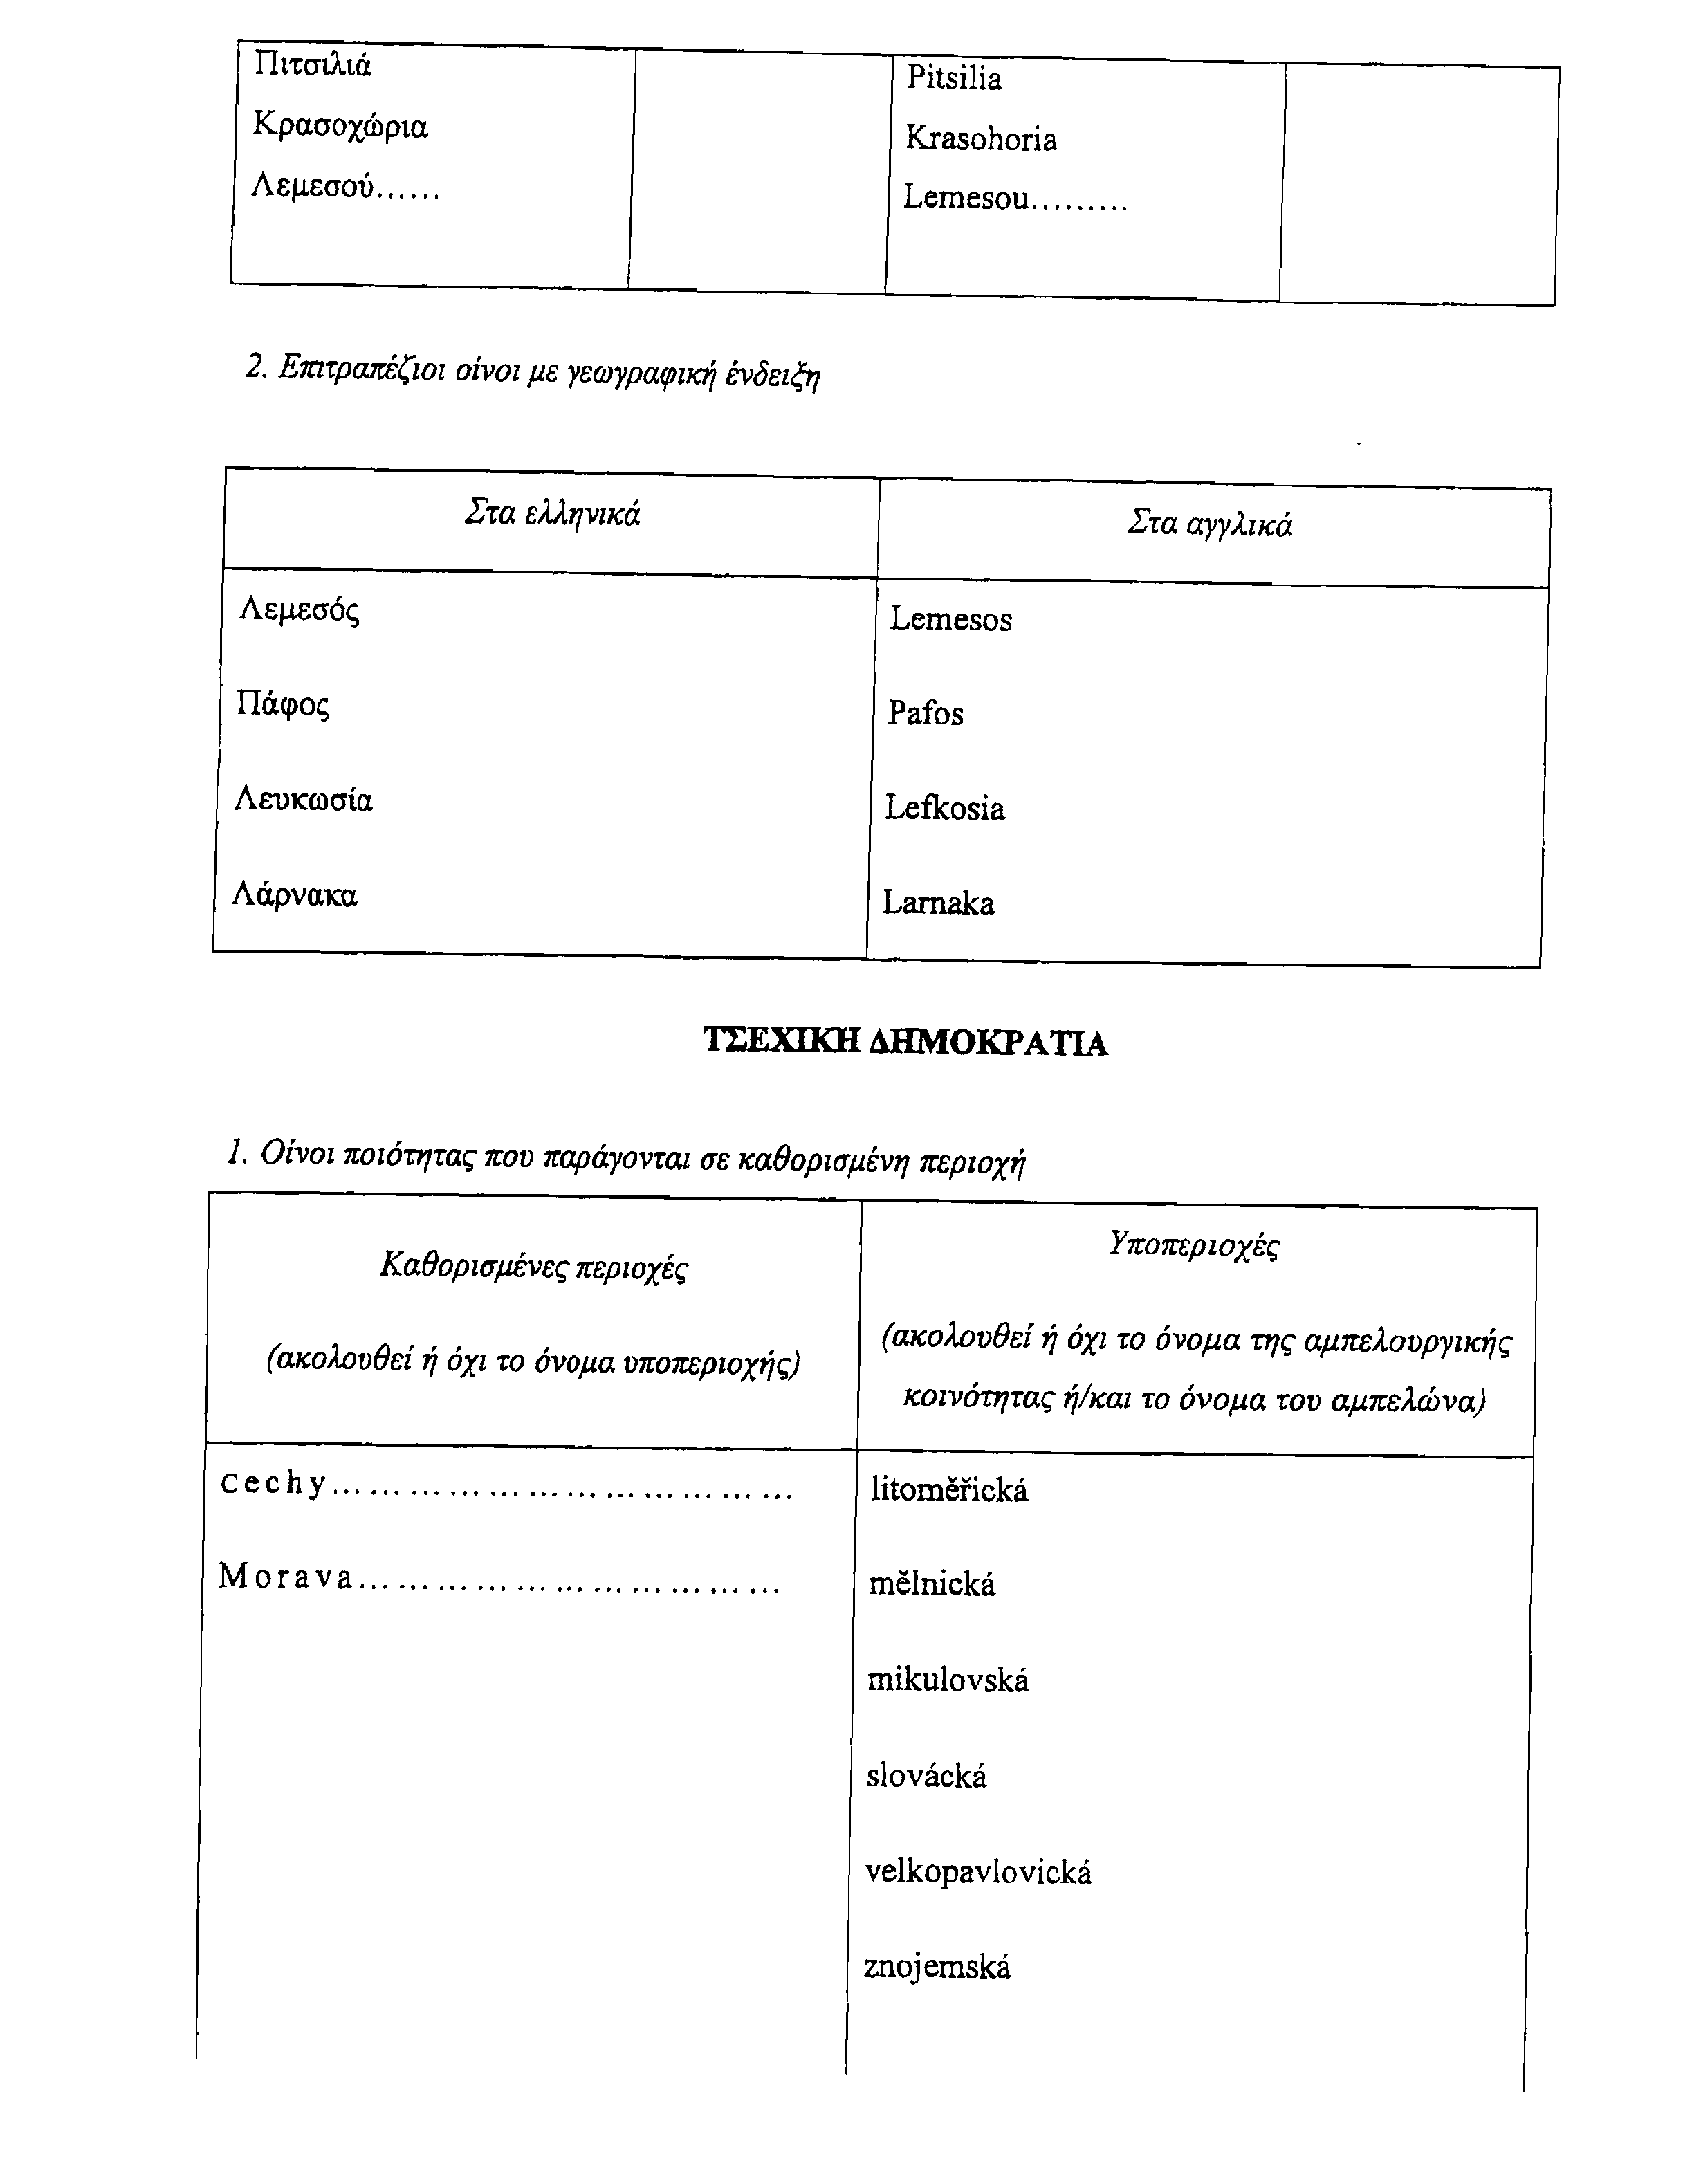 Πιτσιλιά
Κρασοχώρια
Λεμεσού......
Pitsilia
Krasohoria
Lemesou.........
2. Επιτραπέζιοι οίνοι με γεωγραφική ένδειξη
Στα ελληνικά
Στα αγγλικά
Λεμεσός
Lemesos
Πάφος
Pafos
Λευκωσία
Lefkosia
Λάρνακα
Larnaka
ΤΣΕΧΙΚΗ ΔΗΜΟΚΡΑΤΙΑ
1. Οίνοι ποιότητας που παράγονται σε καθορισμένη περιοχή
Καθορισμένες περιοχές
(ακολουθεί ή όχι το όνομα υποπεριοχής)
Υποπεριοχές
(ακολουθεί ή όχι το όνομα της αμπελουργικής
κοινότητας ή/και το όνομα του αμπελώνα)
cechy....................................
Morava.................................
litoměřická
mělnická
mikulovská
slovácká
velkopavlovická
znojemská